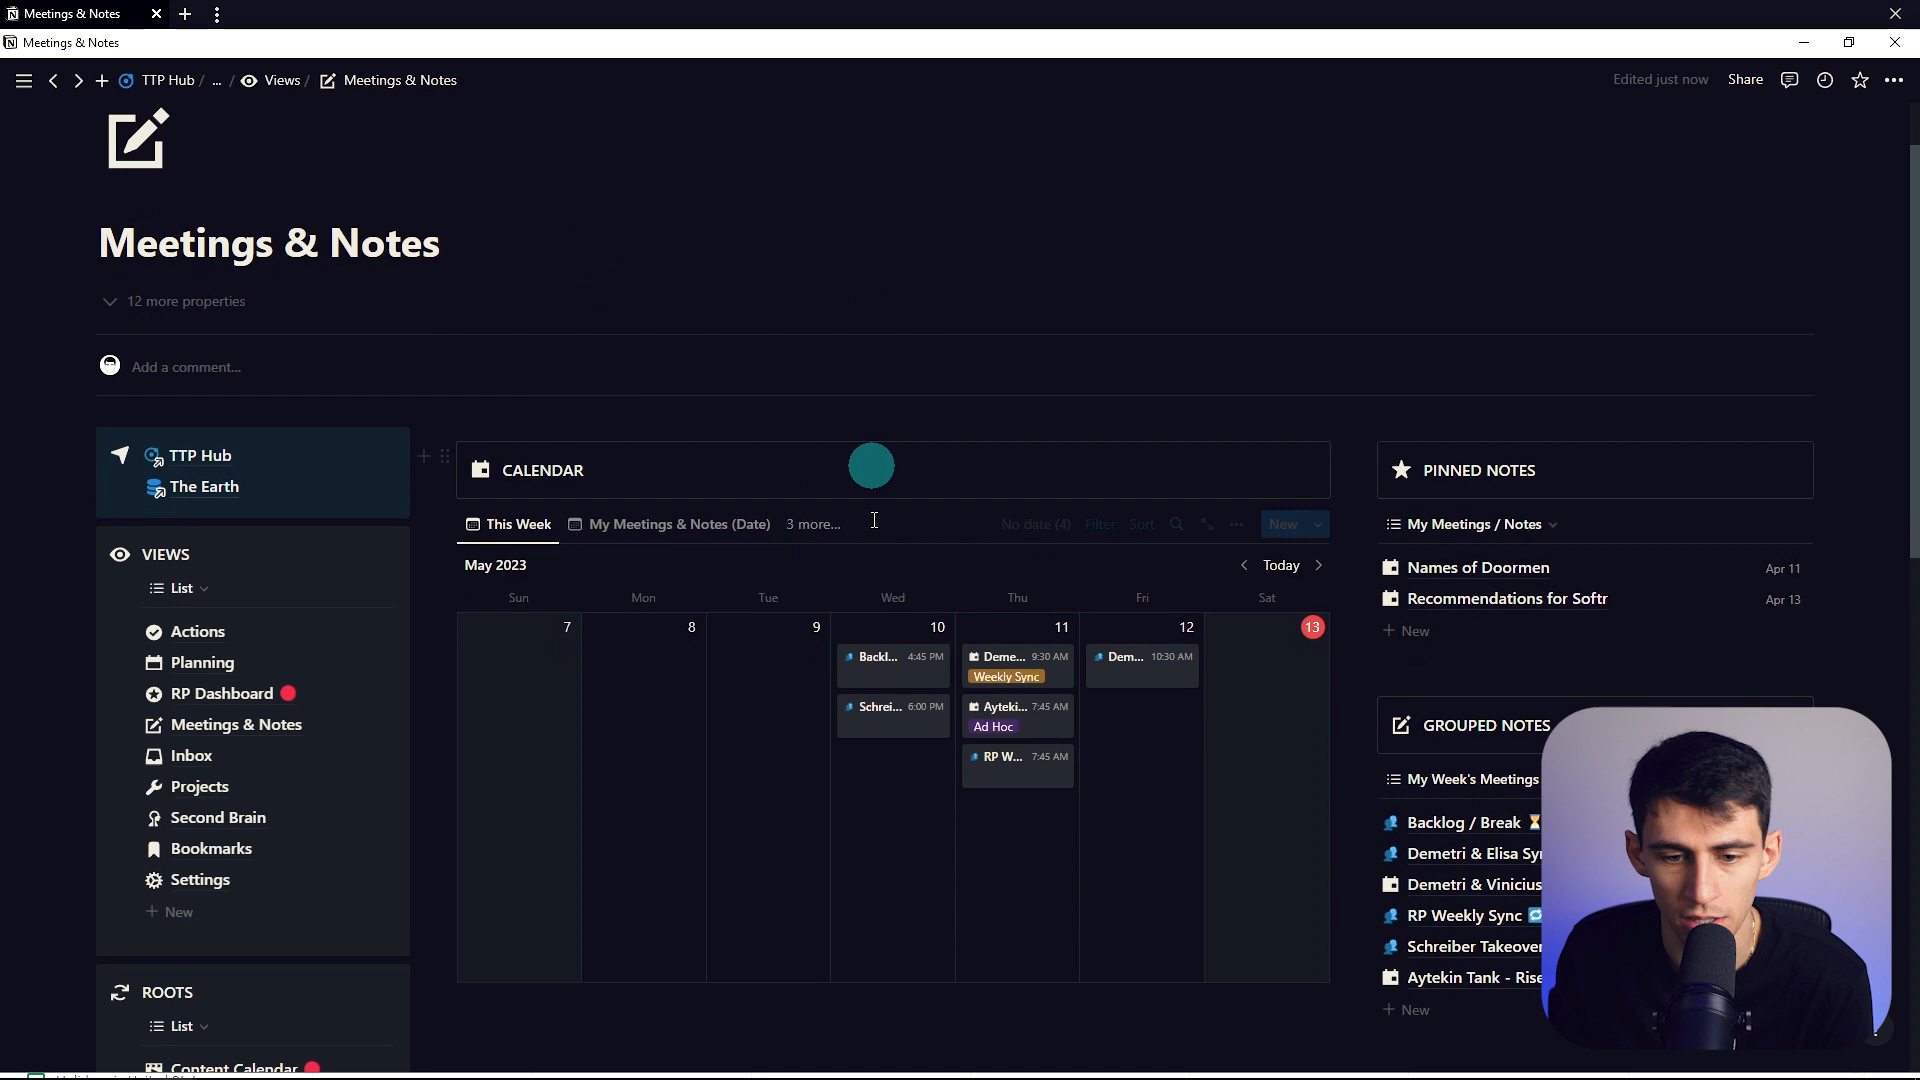 Meetings & Notes
Meetings & Notes
TTP Hub / ... / Views / Meetings & Notes
Edited just now
Share
Meetings & Notes
12 more properties
Add a comment...
TTP Hub
The Earth
VIEWS
List
Actions
Planning
RP Dashboard
Meetings & Notes
Inbox
Projects
Second Brain
Bookmarks
Settings
+ New
ROOTS
List
Content Calendar
CALENDAR
This Week
My Meetings & Notes (Date)
3 more...
No date (4)
Filter
Sort
New
May 2023
Today
Sun Mon Tue Wed Thu Fri Sat
7 8 9 10 11 12 13
Backl... 4:45 PM
Schrei... 6:00 PM
Deme... 9:30 AM
Weekly Sync
Ayteki... 7:45 AM
Ad Hoc
RP W... 7:45 AM
Dem... 10:30 AM
PINNED NOTES
My Meetings / Notes
Names of Doormen Apr 11
Recommendations for Softr Apr 13
+ New
GROUPED NOTES
My Week's Meetings
Backlog / Break
Demetri & Elisa
Demetri & Vinicius
RP Weekly Sync
Schreiber Takeover
Aytekin Tank -
+ New